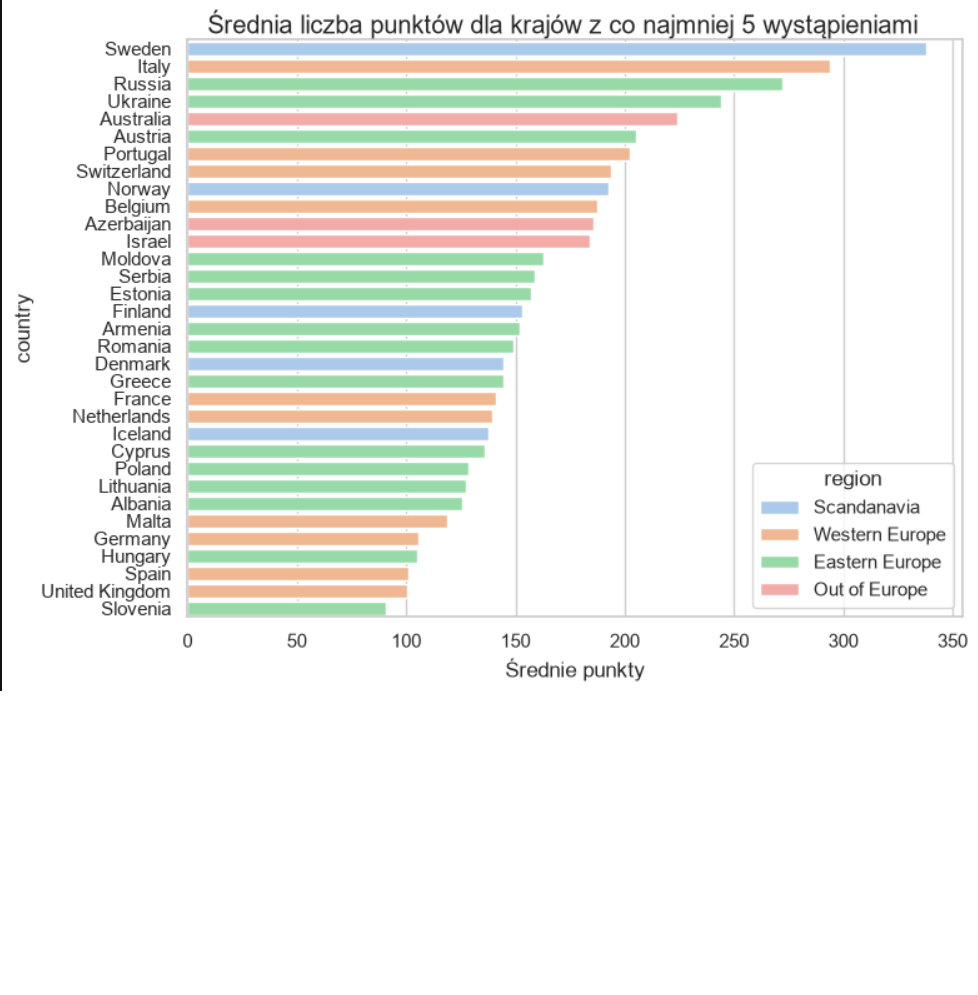 Średnia liczba punktów dla krajów z co najmniej 5 wystąpieniami
country
Sweden
Italy
Russia
Ukraine
Australia
Austria
Portugal
Switzerland
Norway
Belgium
Azerbaijan
Israel
Moldova
Serbia
Estonia
Finland
Armenia
Romania
Denmark
Greece
France
Netherlands
Iceland
Cyprus
Poland
Lithuania
Albania
Malta
Germany
Hungary
Spain
United Kingdom
Slovenia
region
Scandanavia
Western Europe
Eastern Europe
Out of Europe
0 50 100 150 200 250 300 350
Średnie punkty